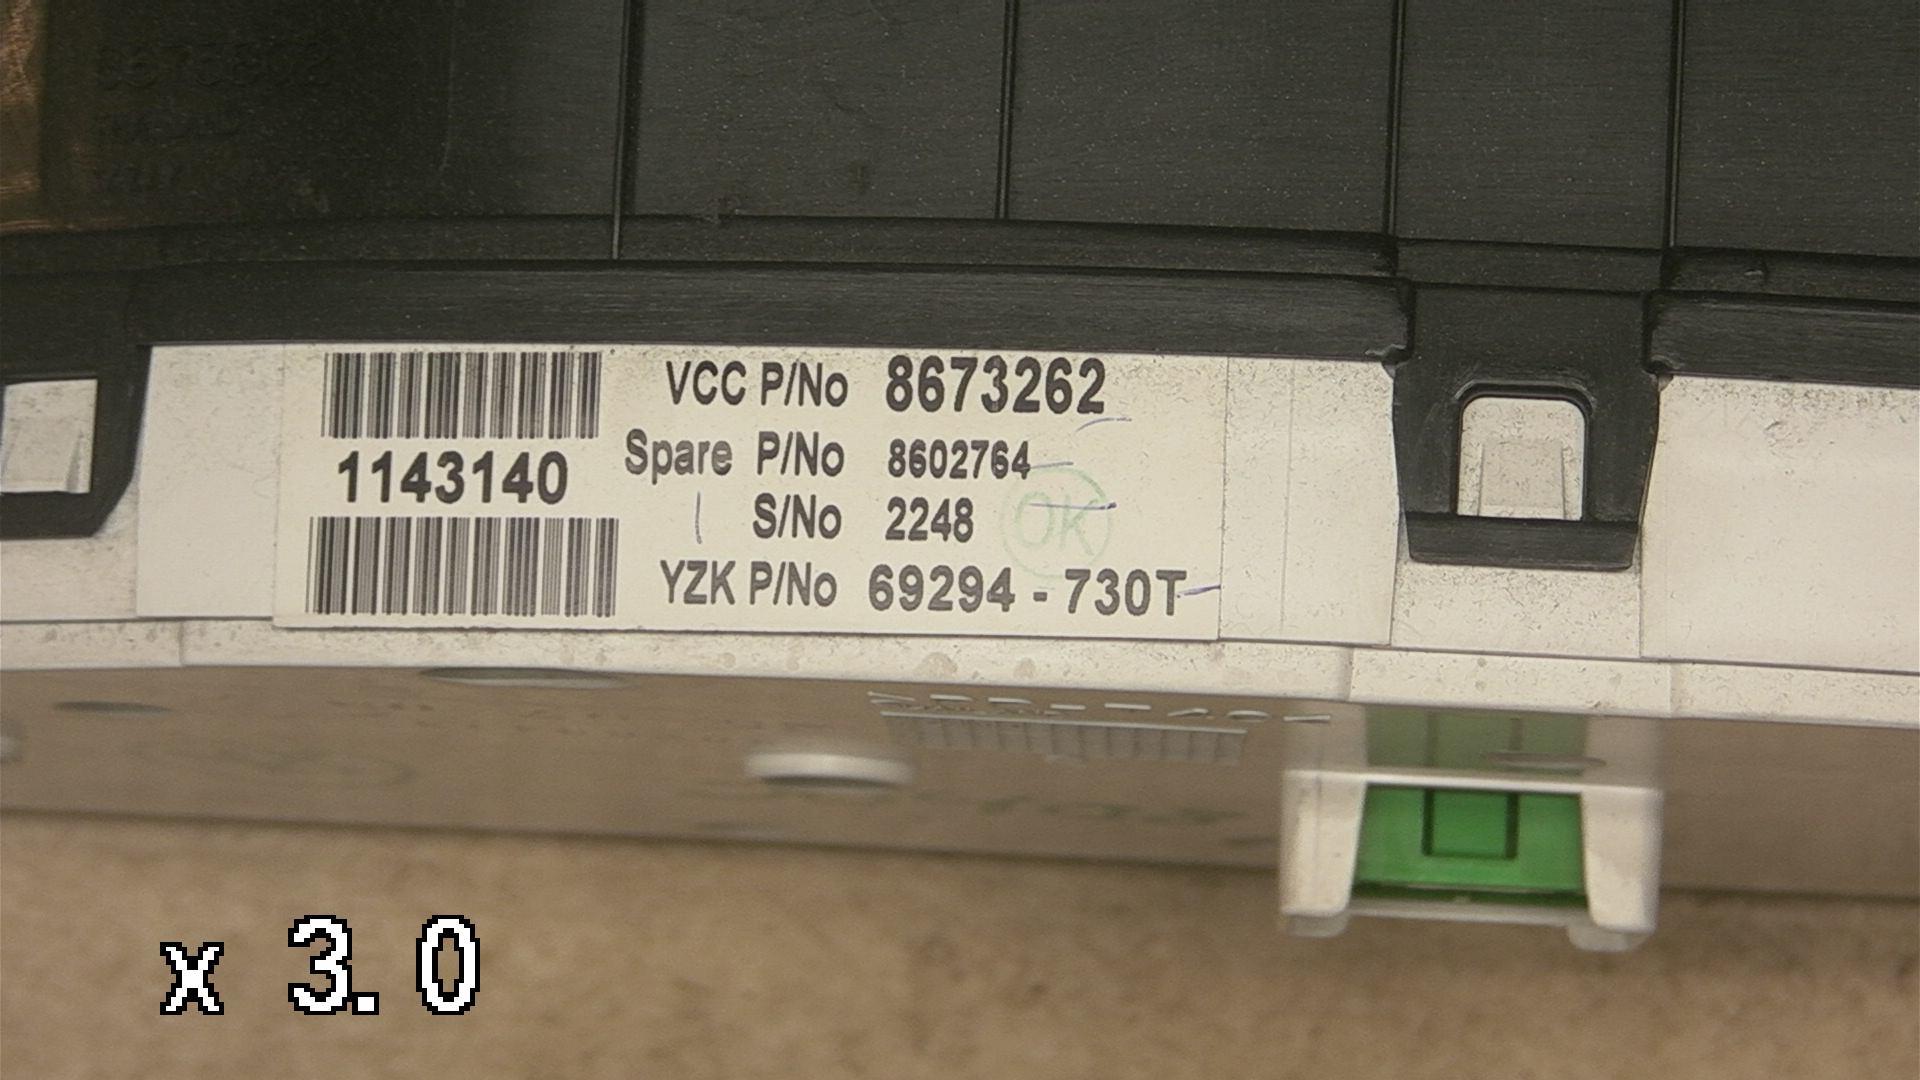 VCC P/No 8673262
1143140
Spare P/No 8602764
S/No 2248
OK
YZK P/No 69294-730T
x 3.0